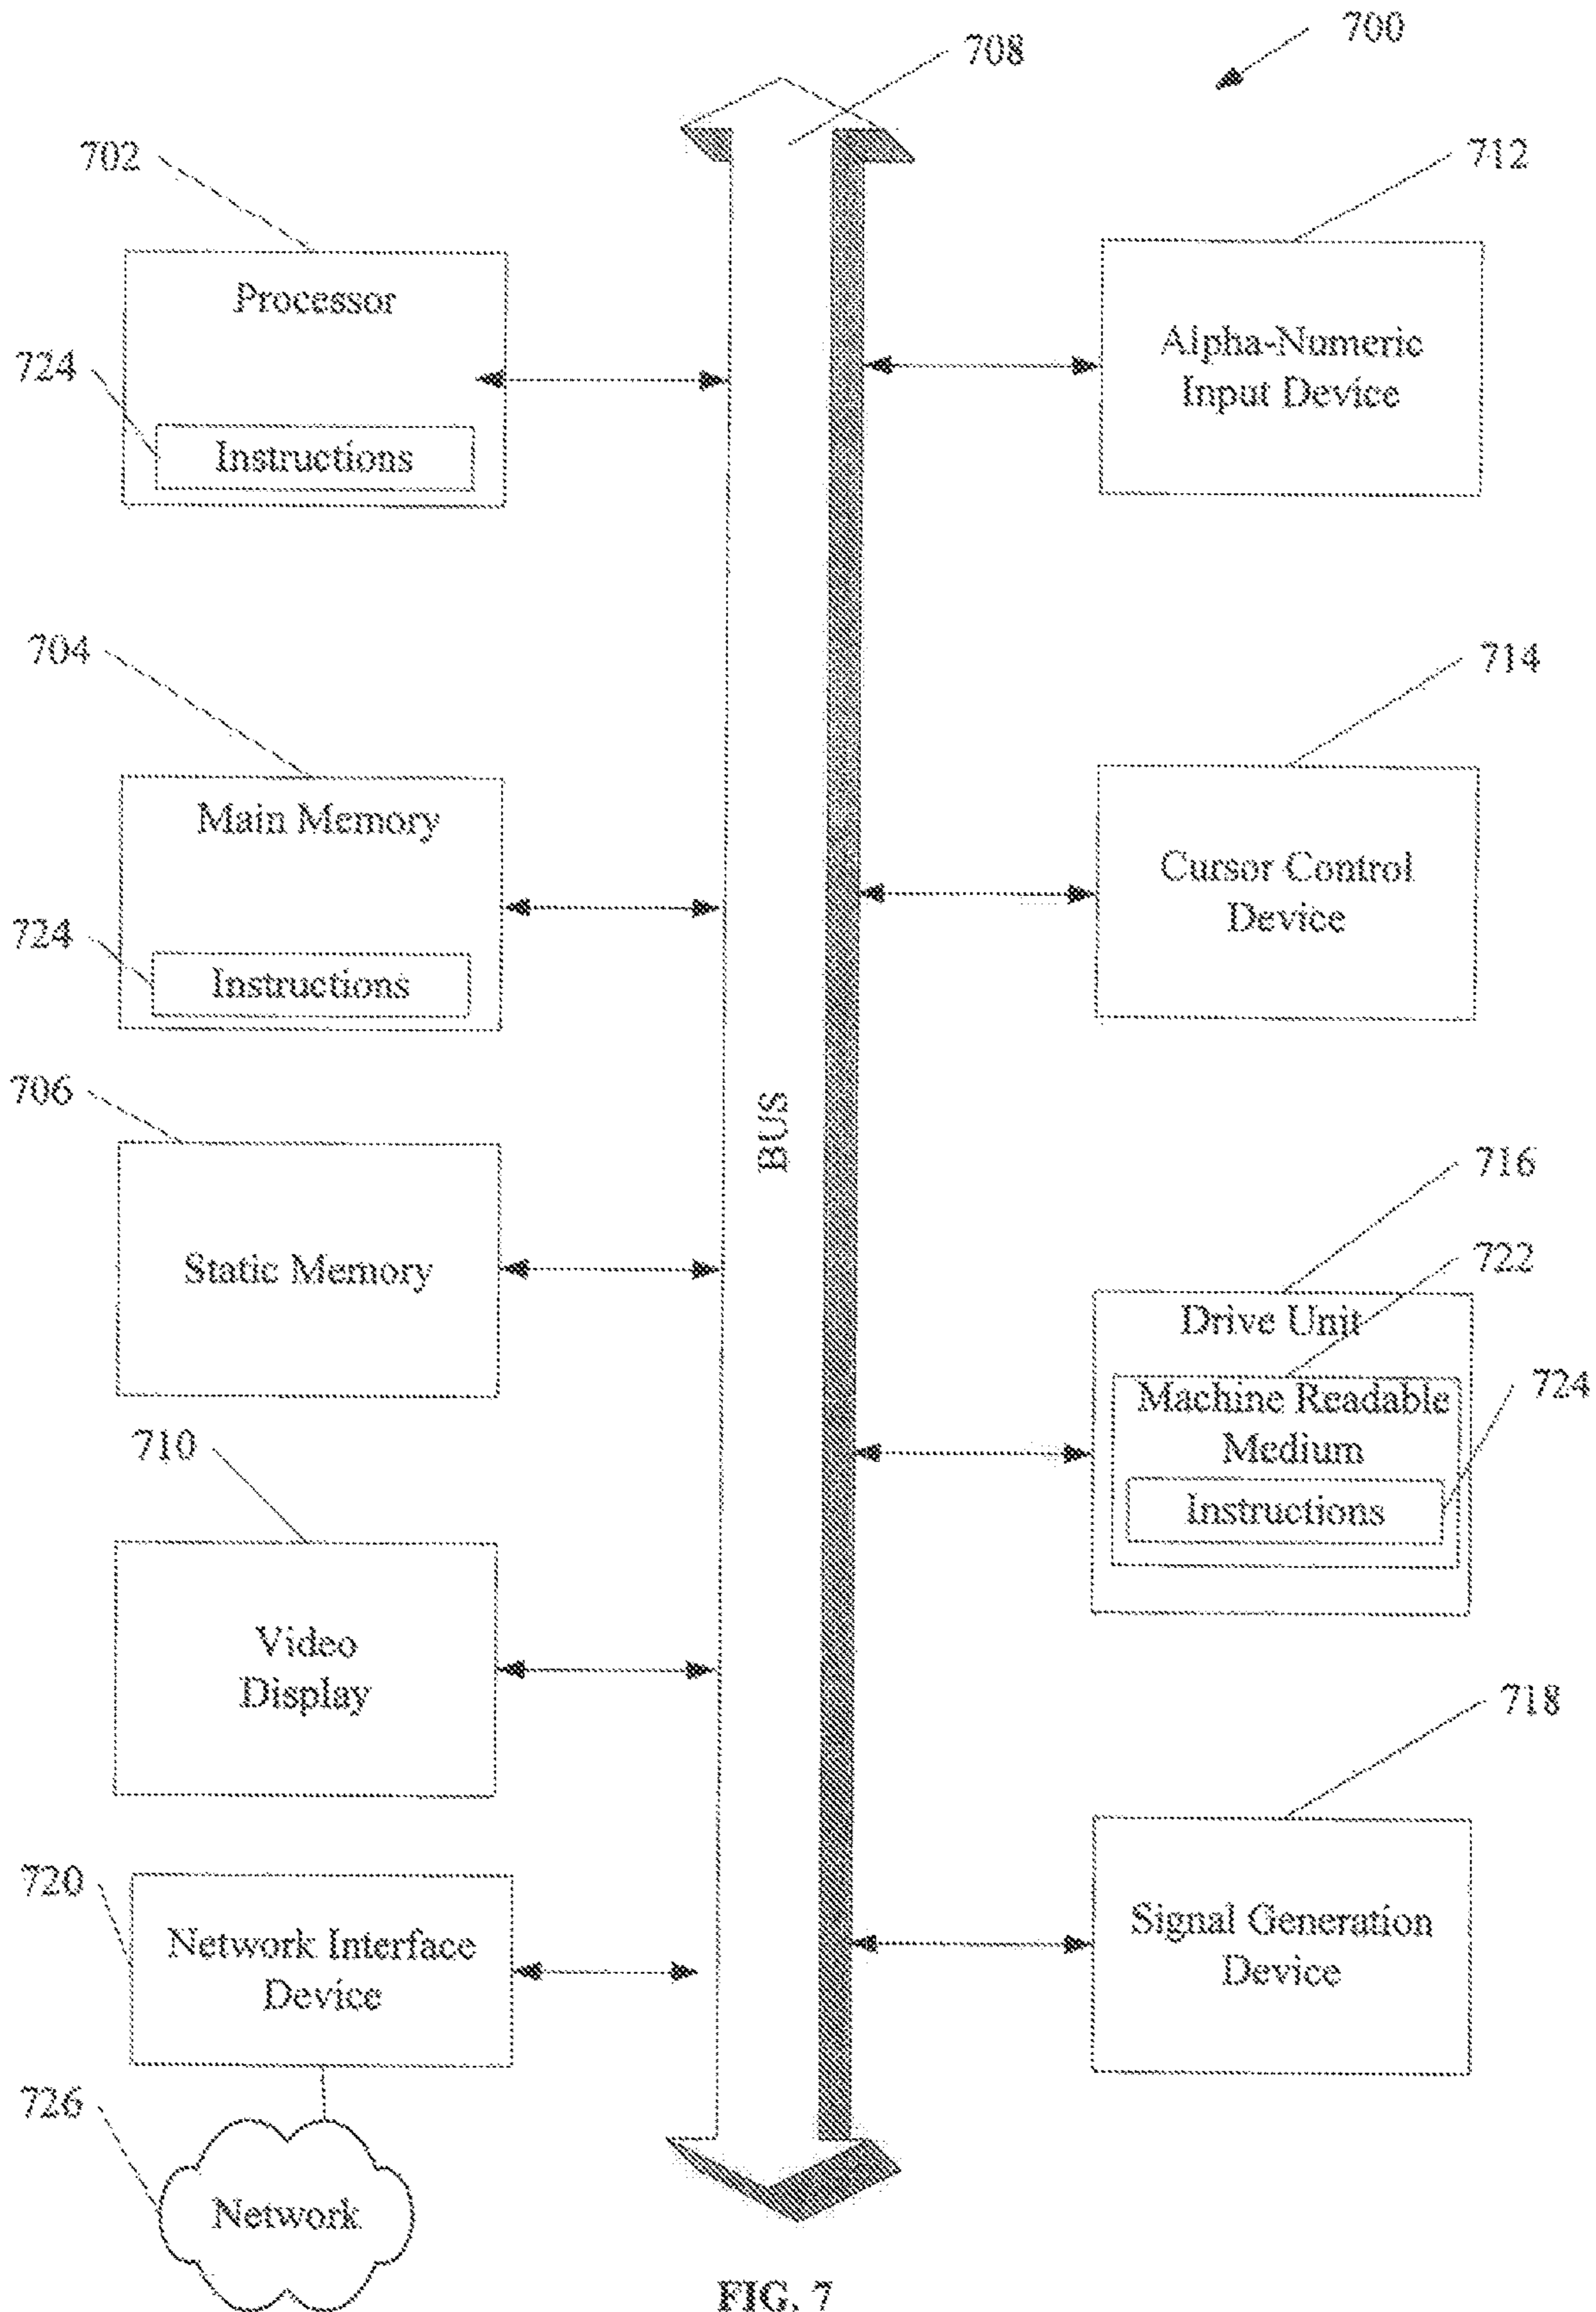 700
708
702
712
Processor
724
Instructions
Alpha-Numeric
Input Device
704
714
Main Memory
724
Instructions
Cursor Control
Device
706
BUS
Static Memory
716
722
Drive Unit
Machine Readable
Medium
724
Instructions
710
Video
Display
718
720
Network Interface
Device
Signal Generation
Device
726
Network
FIG. 7